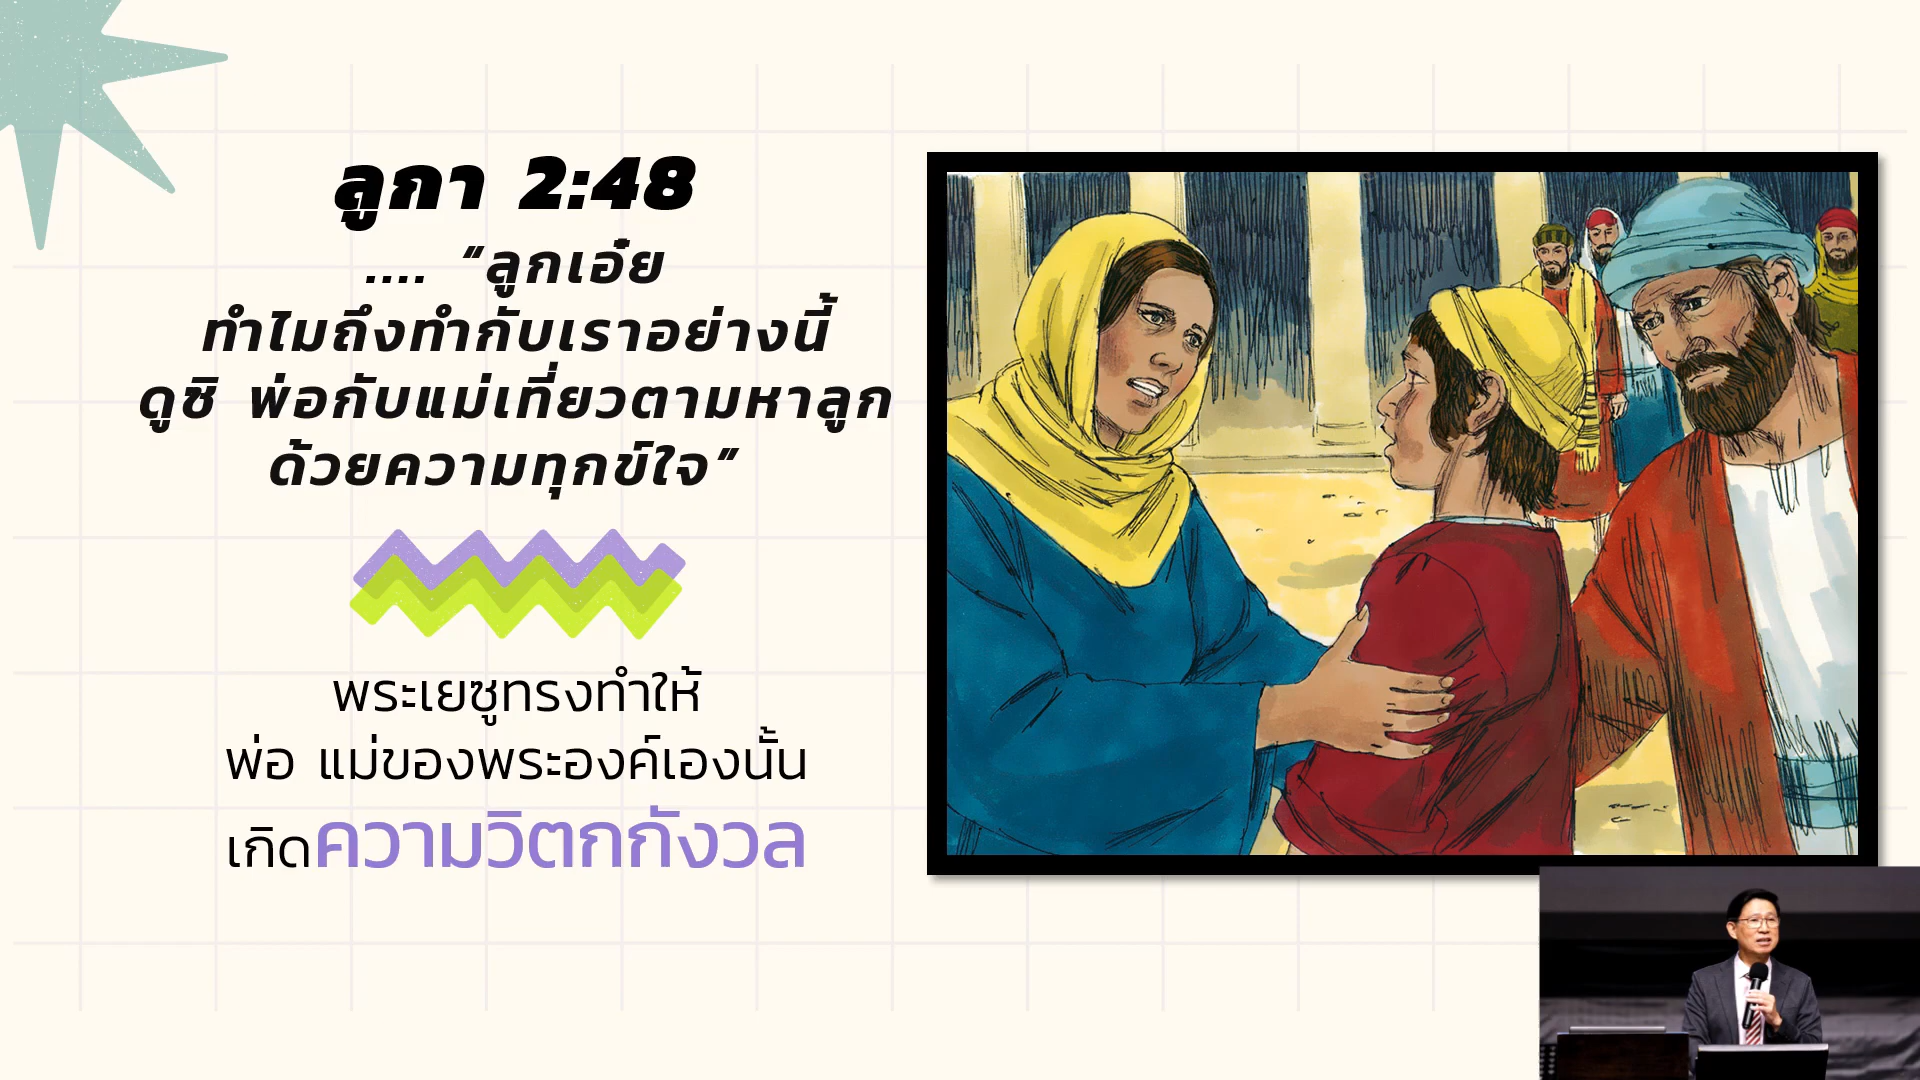 ลูกา 2:48
.... "ลูกเอ๋ย
ทำไมถึงทำกับเราอย่างนี้
ดูซิ พ่อกับแม่เที่ยวตามหาลูก
ด้วยความทุกข์ใจ"
พระเยซูทรงทำให้
พ่อ แม่ของพระองค์เองนั้น
เกิดความวิตกกังวล